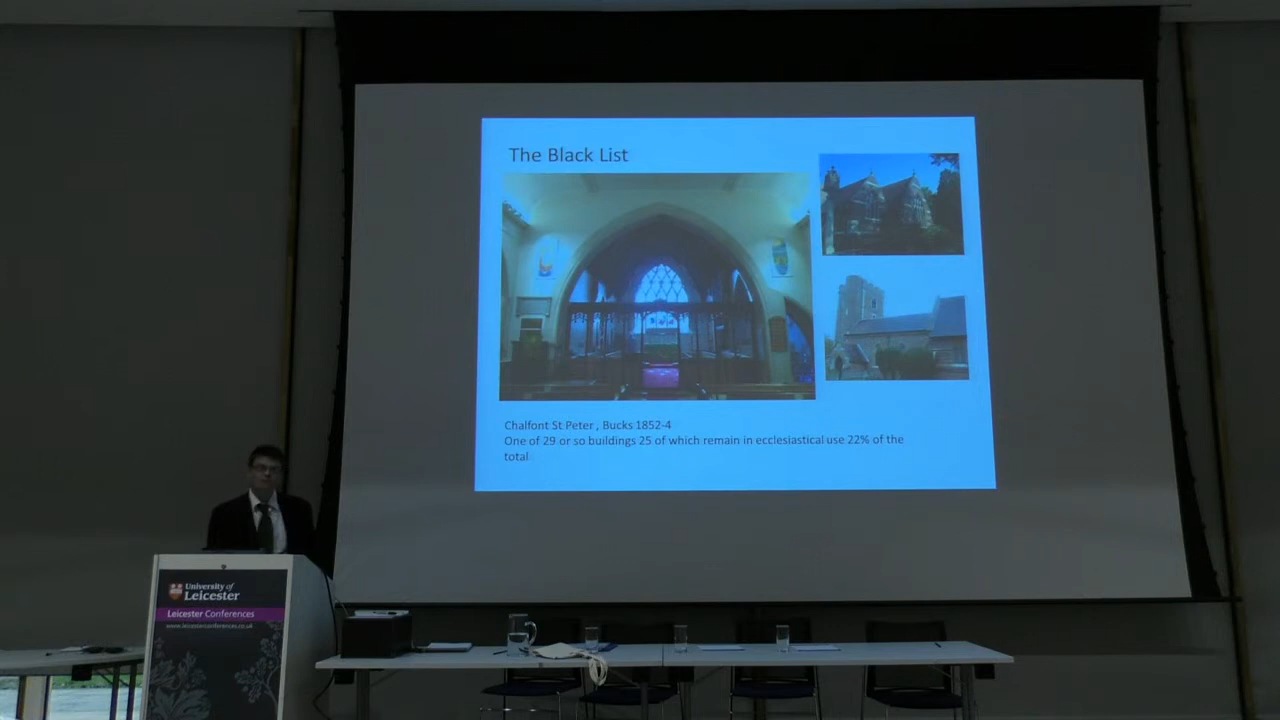 The Black List
Chalfont St Peter , Bucks 1852-4
One of 29 or so buildings 25 of which remain in ecclesiastical use 22% of the
total
University of
Leicester
Leicester Conferences
www.leicesterconferences.co.uk